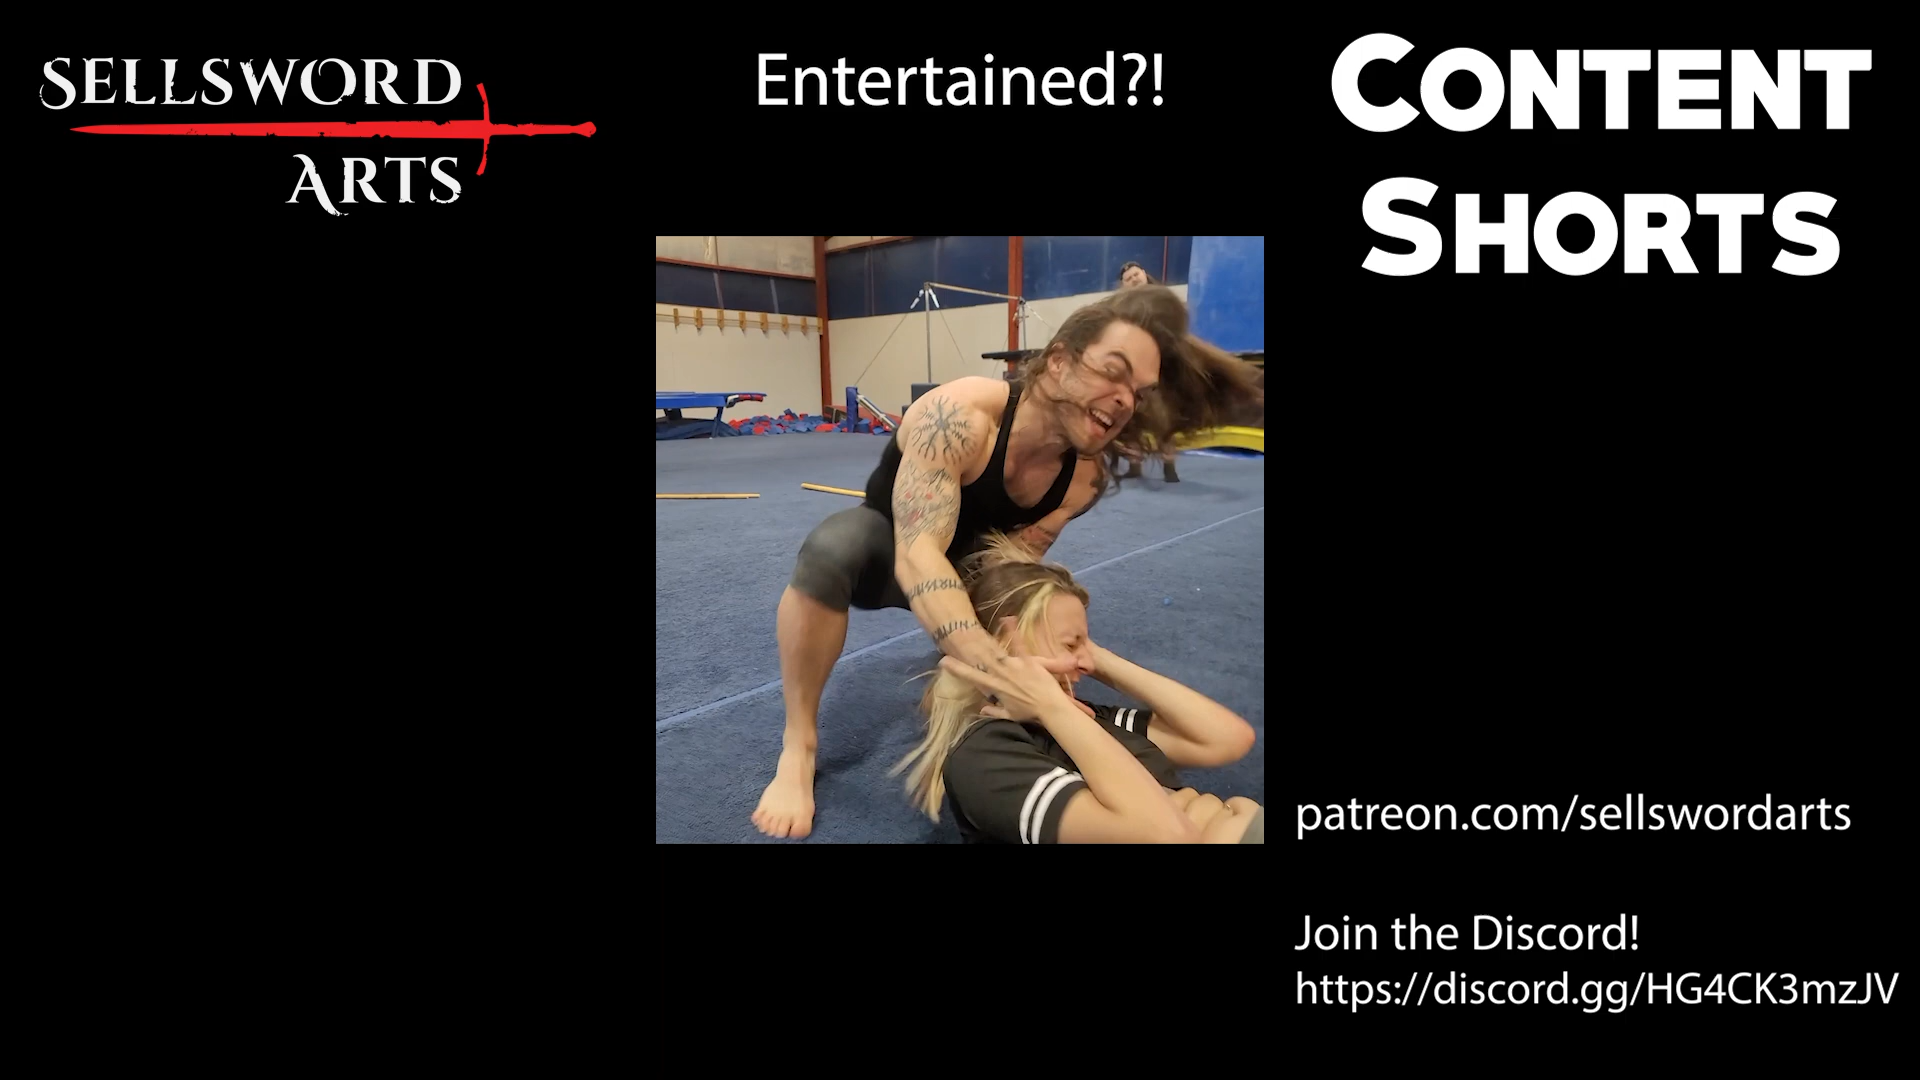 SELLSWORD
ARTS
Entertained?!
CONTENT
SHORTS
patreon.com/sellswordarts
Join the Discord!
https://discord.gg/HG4CK3mzJV